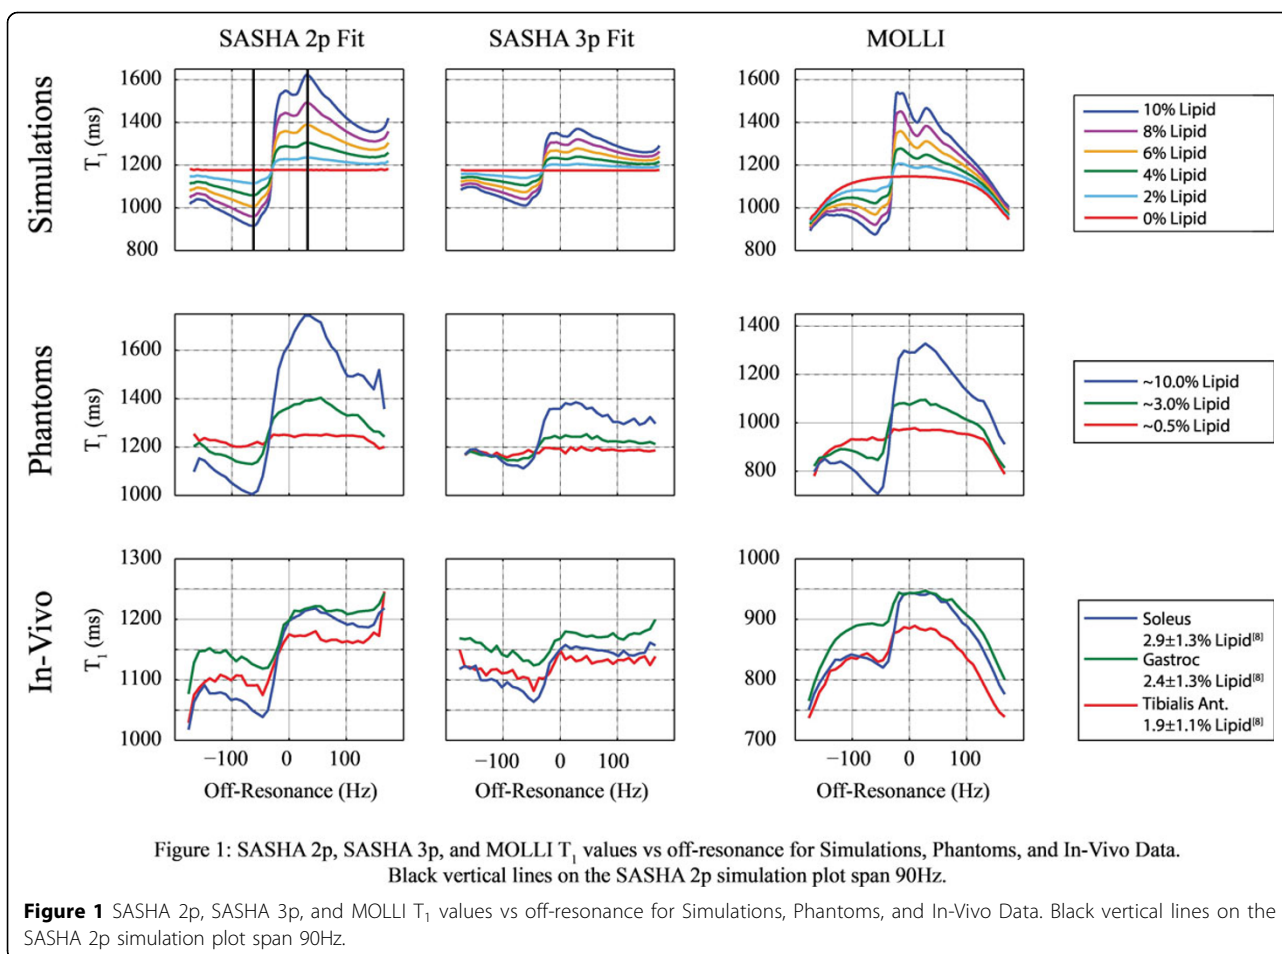 SASHA 2p Fit
SASHA 3p Fit
MOLLI
Simulations
T1 (ms)
1600
1400
1200
1000
800
1600
1400
1200
1000
800
10% Lipid
8% Lipid
6% Lipid
4% Lipid
2% Lipid
0% Lipid
Phantoms
T1 (ms)
1600
1400
1200
1000
1400
1200
1000
800
~10.0% Lipid
~3.0% Lipid
~0.5% Lipid
In-Vivo
T1 (ms)
1300
1200
1100
1000
1000
900
800
700
Soleus
2.9±1.3% Lipid[8]
Gastroc
2.4±1.3% Lipid[8]
Tibialis Ant.
1.9±1.1% Lipid[8]
−100 0 100
−100 0 100
−100 0 100
Off-Resonance (Hz)
Off-Resonance (Hz)
Off-Resonance (Hz)
Figure 1: SASHA 2p, SASHA 3p, and MOLLI T1 values vs off-resonance for Simulations, Phantoms, and In-Vivo Data.
Black vertical lines on the SASHA 2p simulation plot span 90Hz.
Figure 1 SASHA 2p, SASHA 3p, and MOLLI T1 values vs off-resonance for Simulations, Phantoms, and In-Vivo Data. Black vertical lines on the
SASHA 2p simulation plot span 90Hz.